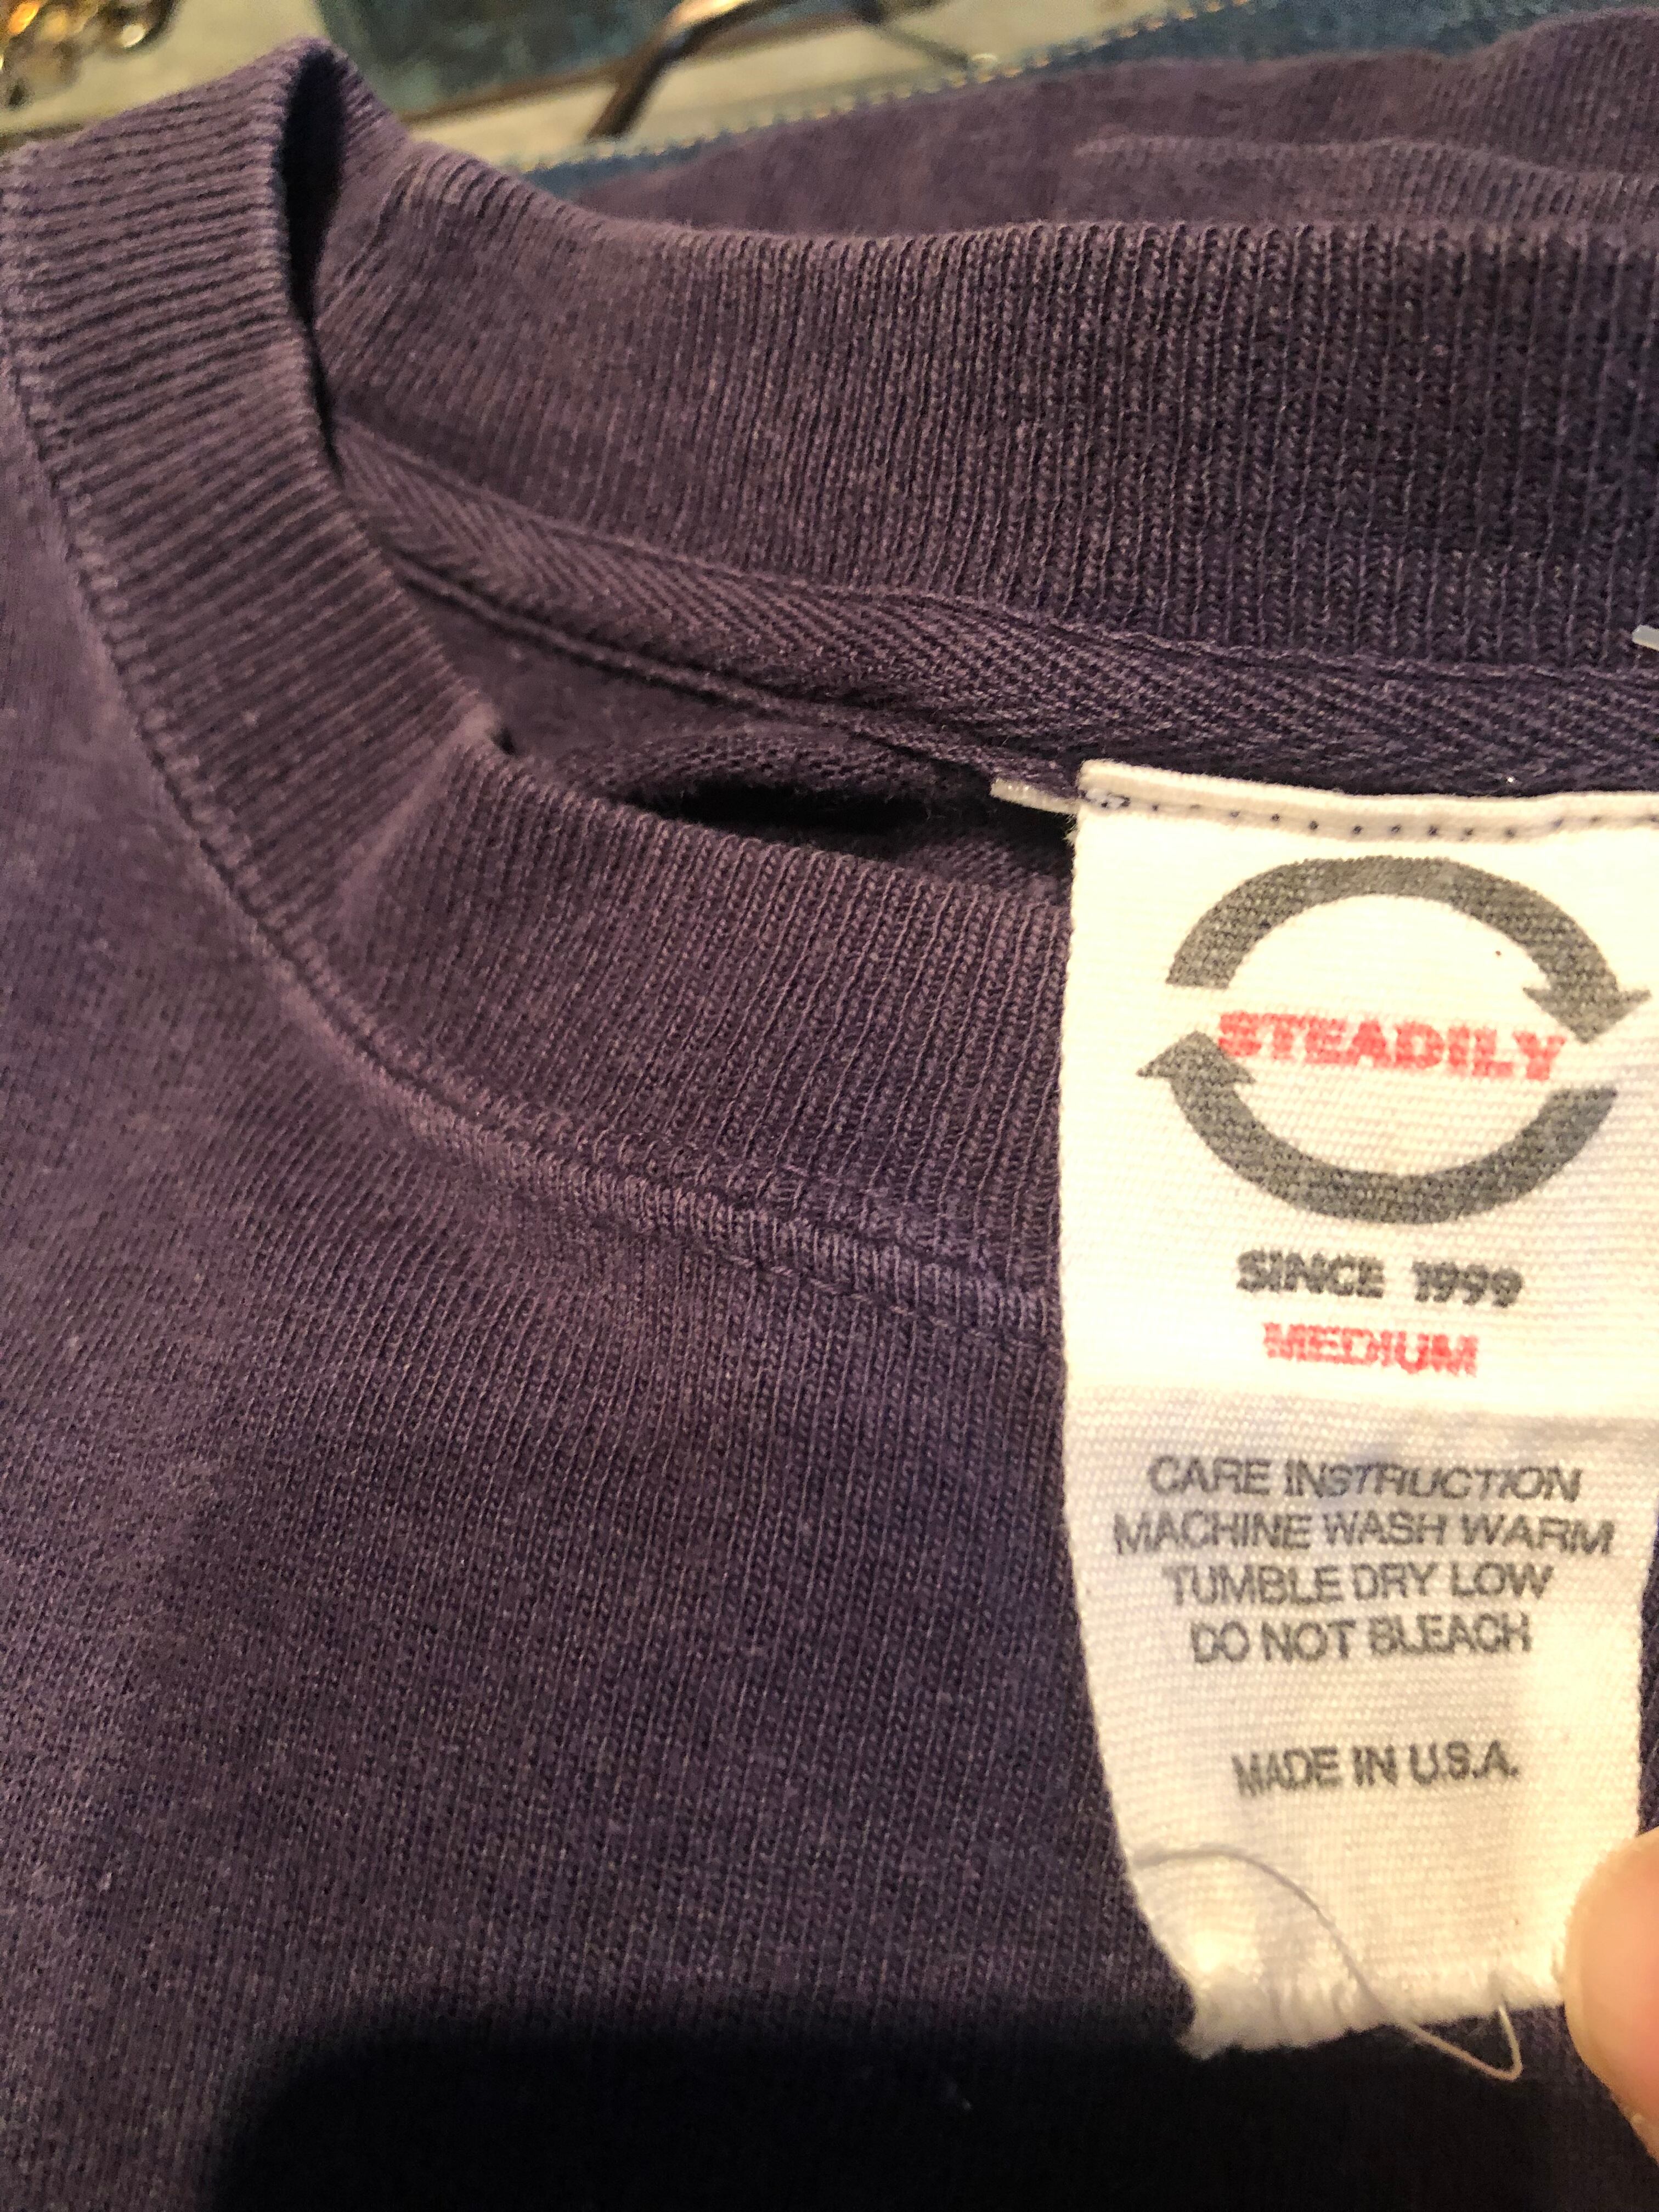 STEADILY
SINCE 1999
MEDIUM
CARE INSTRUCTION
MACHINE WASH WARM
TUMBLE DRY LOW
DO NOT BLEACH
MADE IN U.S.A.